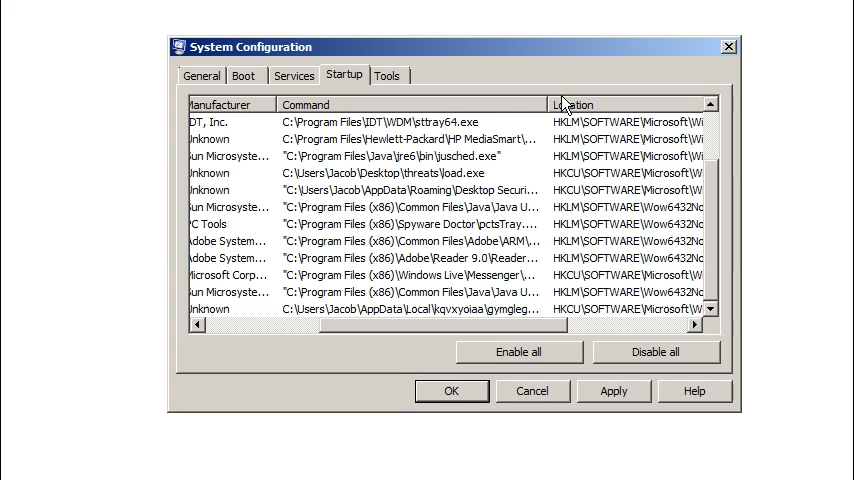 System Configuration
General Boot Services Startup Tools
Manufacturer Command Location
IDT, Inc. C:\Program Files\IDT\WDM\sttray64.exe HKLM\SOFTWARE\Microsoft\Wi
Unknown C:\Program Files\Hewlett-Packard\HP MediaSmart\... HKLM\SOFTWARE\Microsoft\Wi
Sun Microsyste... "C:\Program Files\Java\jre6\bin\jusched.exe" HKLM\SOFTWARE\Microsoft\Wi
Unknown C:\Users\Jacob\Desktop\threats\load.exe HKCU\SOFTWARE\Microsoft\W
Unknown "C:\Users\Jacob\AppData\Roaming\Desktop Securi... HKCU\SOFTWARE\Microsoft\W
Sun Microsyste... "C:\Program Files (x86)\Common Files\Java\Java U... HKLM\SOFTWARE\Wow6432No
PC Tools "C:\Program Files (x86)\Spyware Doctor\pctsTray.... HKLM\SOFTWARE\Wow6432No
Adobe System... "C:\Program Files (x86)\Common Files\Adobe\ARM\... HKLM\SOFTWARE\Wow6432No
Adobe System... "C:\Program Files (x86)\Adobe\Reader 9.0\Reader... HKLM\SOFTWARE\Wow6432No
Microsoft Corp... "C:\Program Files (x86)\Windows Live\Messenger\... HKCU\SOFTWARE\Microsoft\W
Sun Microsyste... "C:\Program Files (x86)\Common Files\Java\Java U... HKLM\SOFTWARE\Wow6432No
Unknown C:\Users\Jacob\AppData\Local\kqvxyoiaa\gymgleg... HKCU\SOFTWARE\Microsoft\W
Enable all Disable all
OK Cancel Apply Help